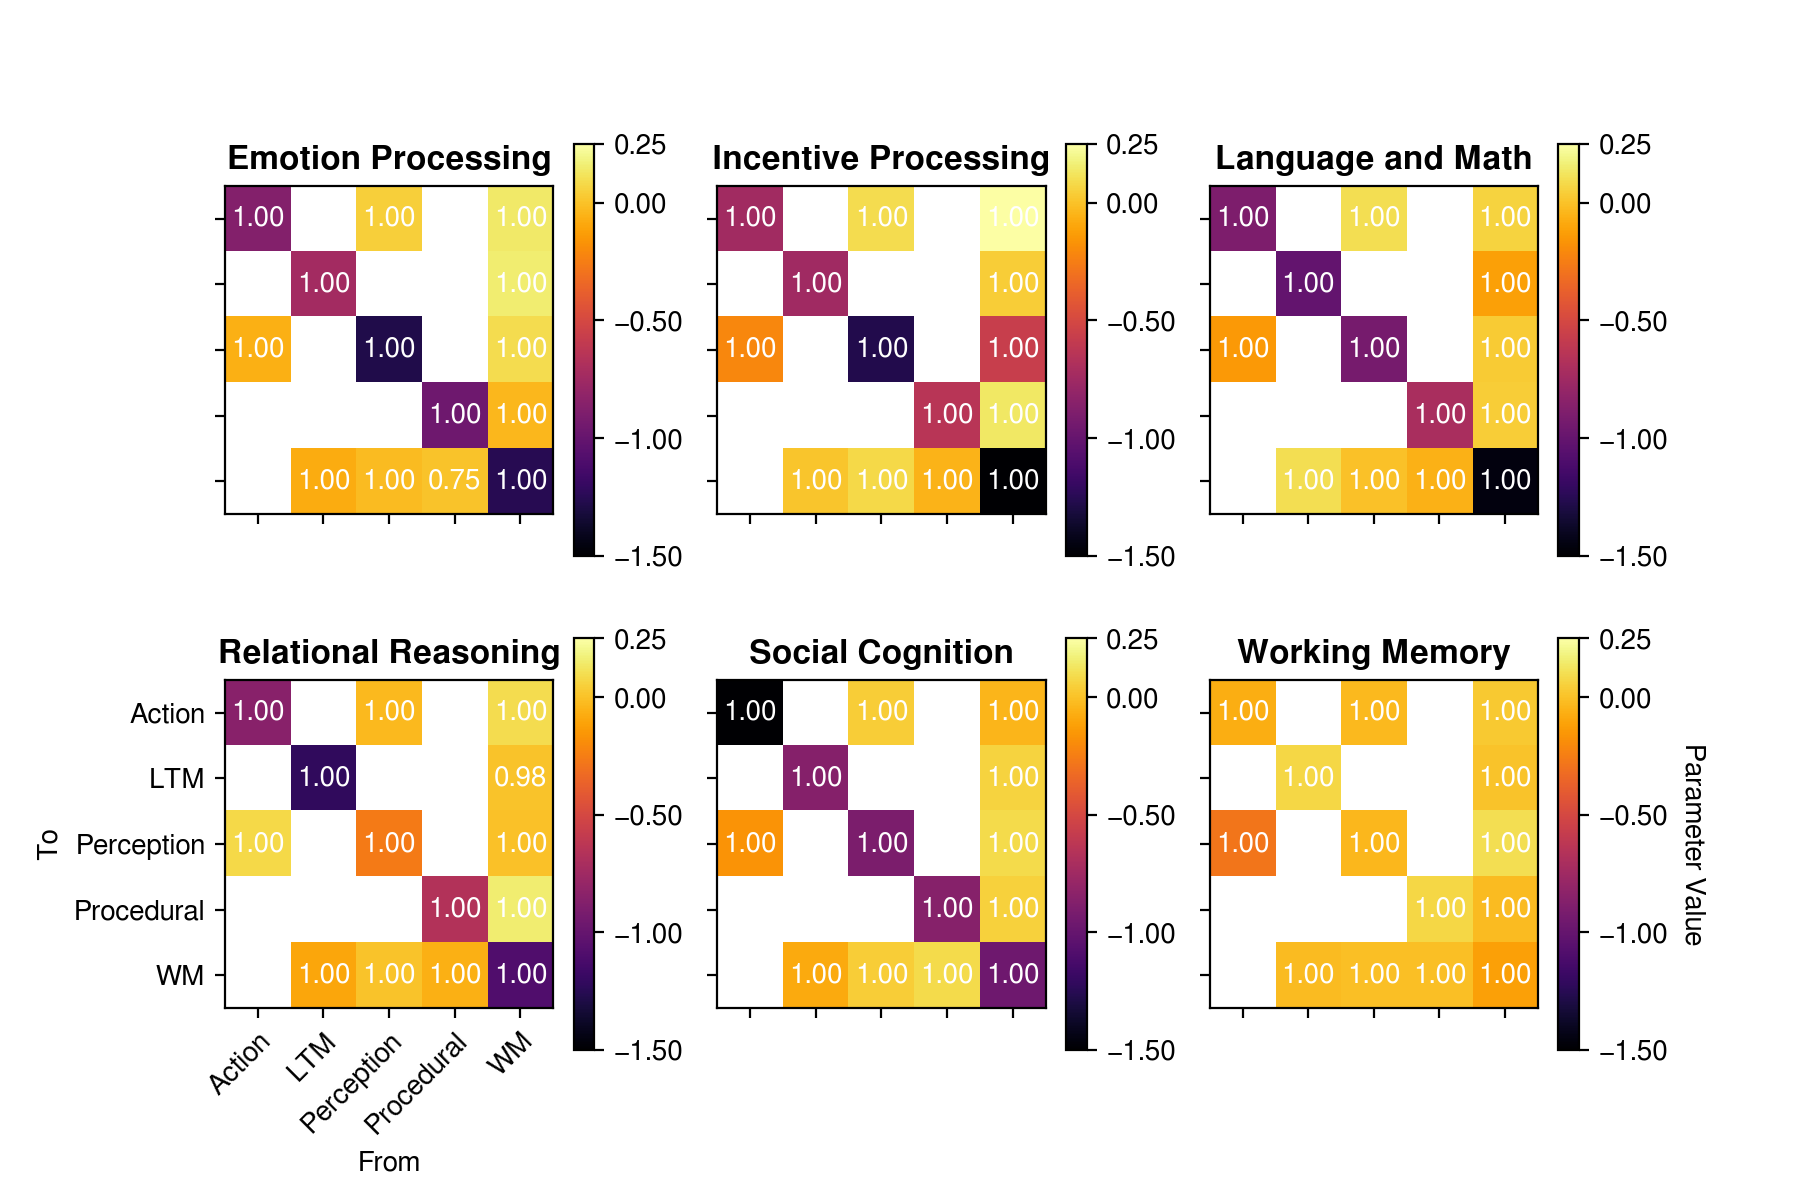 Emotion Processing
1.00 1.00 1.00
1.00 1.00
1.00 1.00 1.00
1.00 1.00
1.00 1.00 0.75 1.00
0.25
0.00
−0.50
−1.00
−1.50
Incentive Processing
1.00 1.00 1.00
1.00 1.00
1.00 1.00 1.00
1.00 1.00
1.00 1.00 1.00 1.00
0.25
0.00
−0.50
−1.00
−1.50
Language and Math
1.00 1.00 1.00
1.00 1.00
1.00 1.00 1.00
1.00 1.00
1.00 1.00 1.00 1.00
0.25
0.00
−0.50
−1.00
−1.50
Relational Reasoning
To
Action 1.00 1.00 1.00
LTM 1.00 0.98
Perception 1.00 1.00 1.00
Procedural 1.00 1.00
WM 1.00 1.00 1.00 1.00
Action LTM Perception Procedural WM
From
0.25
0.00
−0.50
−1.00
−1.50
Social Cognition
1.00 1.00 1.00
1.00 1.00
1.00 1.00 1.00
1.00 1.00
1.00 1.00 1.00 1.00
0.25
0.00
−0.50
−1.00
−1.50
Working Memory
1.00 1.00 1.00
1.00 1.00
1.00 1.00 1.00
1.00 1.00
1.00 1.00 1.00 1.00
0.25
0.00
−0.50
−1.00
−1.50
Parameter Value